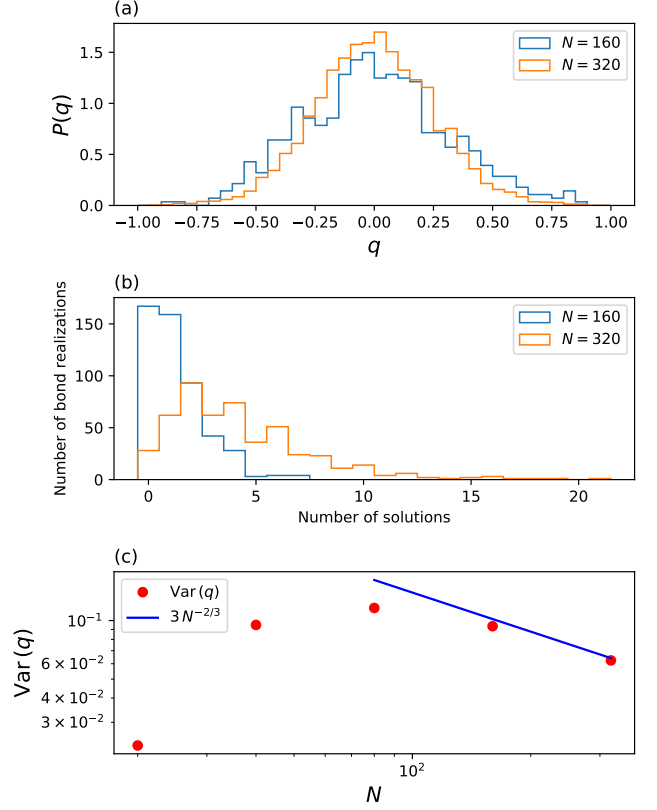 (a)
P(q)
1.5
1.0
0.5
0.0
N = 160
N = 320
−1.00 −0.75 −0.50 −0.25 0.00 0.25 0.50 0.75 1.00
q
(b)
Number of bond realizations
150
100
50
0
N = 160
N = 320
0 5 10 15 20
Number of solutions
(c)
Var (q)
10⁻¹
6 × 10⁻²
4 × 10⁻²
3 × 10⁻²
Var (q)
3 N⁻²/³
10²
N